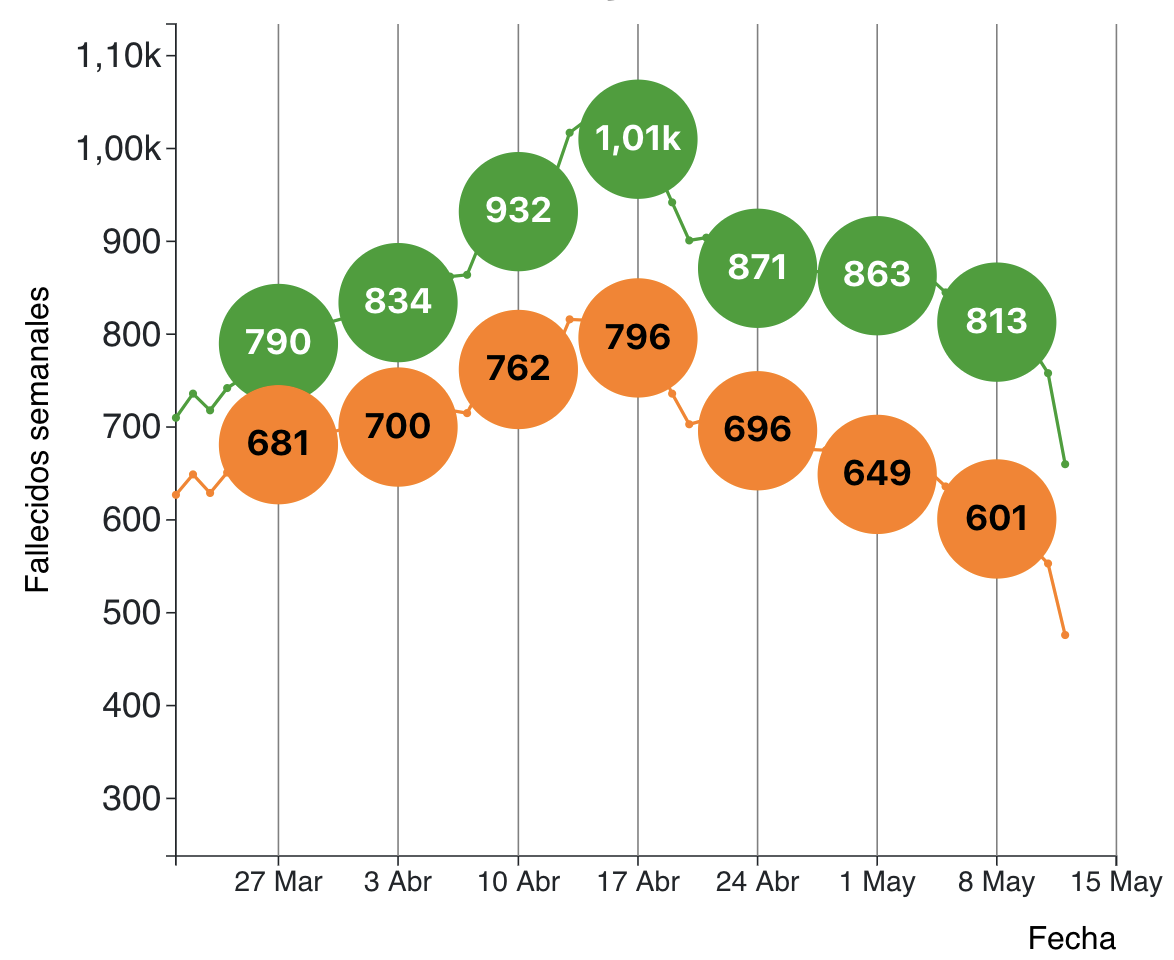 1,10k
1,00k
900
800
700
600
500
400
300
Fallecidos semanales
790
834
932
1,01k
871
863
813
681
700
762
796
696
649
601
27 Mar
3 Abr
10 Abr
17 Abr
24 Abr
1 May
8 May
15 May
Fecha